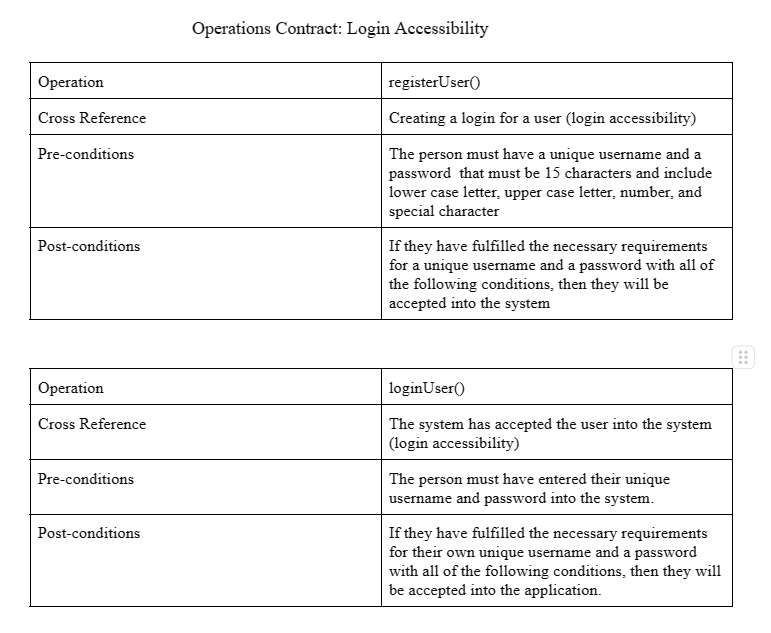 Operations Contract: Login Accessibility
Operation
registerUser()
Cross Reference
Creating a login for a user (login accessibility)
Pre-conditions
The person must have a unique username and a
password  that must be 15 characters and include
lower case letter, upper case letter, number, and
special character
Post-conditions
If they have fulfilled the necessary requirements
for a unique username and a password with all of
the following conditions, then they will be
accepted into the system
Operation
loginUser()
Cross Reference
The system has accepted the user into the system
(login accessibility)
Pre-conditions
The person must have entered their unique
username and password into the system.
Post-conditions
If they have fulfilled the necessary requirements
for their own unique username and a password
with all of the following conditions, then they will
be accepted into the application.